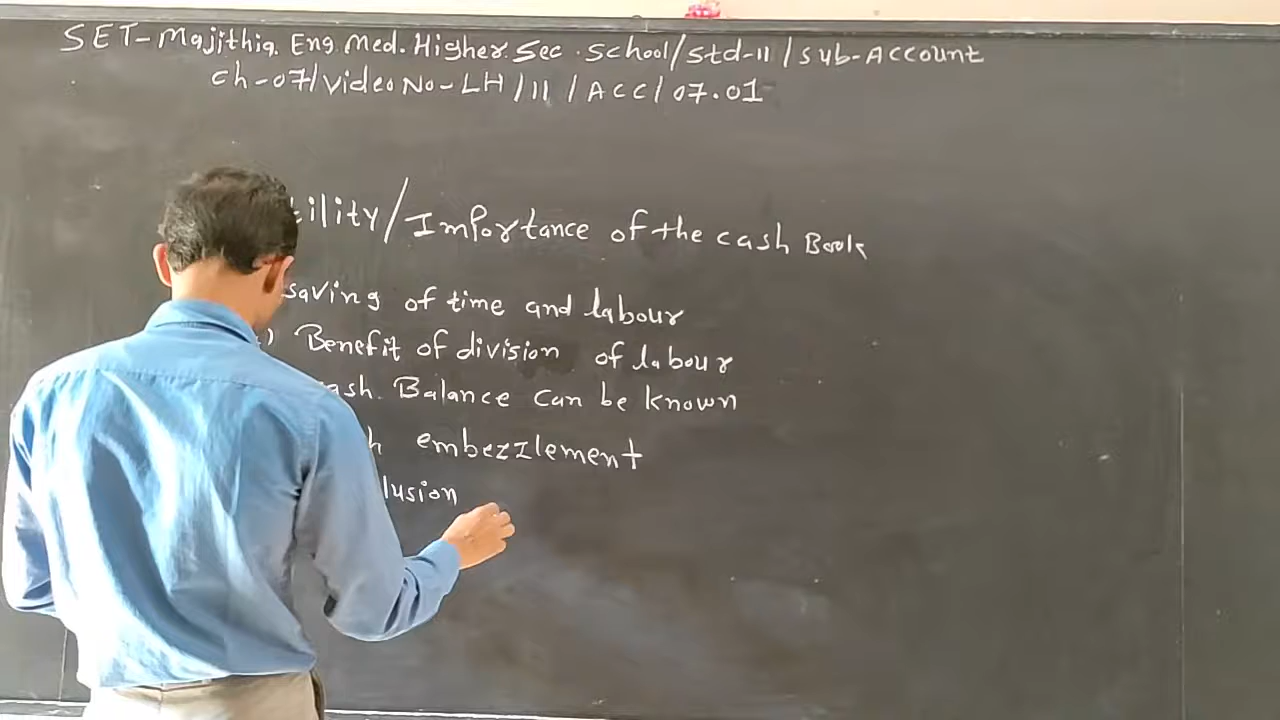 SET-Majithia. Eng Med. Higher. Sec. School/Std-11/Sub-Account
Ch-07/Video No-LH/11/ACC/07.01
tility/Importance of the cash Book
saving of time and labour
) Benefit of division of labour
ash. Balance can be known
h embezzlement
lusion